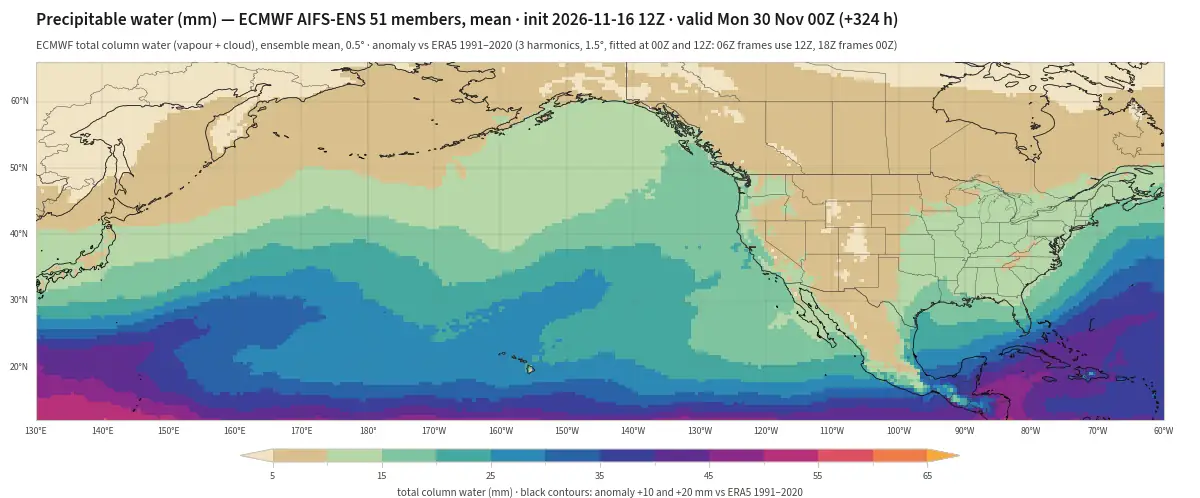 Precipitable water (mm) — ECMWF AIFS-ENS 51 members, mean · init 2026-11-16 12Z · valid Mon 30 Nov 00Z (+324 h)
ECMWF total column water (vapour + cloud), ensemble mean, 0.5° · anomaly vs ERA5 1991–2020 (3 harmonics, 1.5°, fitted at 00Z and 12Z: 06Z frames use 12Z, 18Z frames 00Z)
60°N
50°N
40°N
30°N
20°N
130°E 140°E 150°E 160°E 170°E 180° 170°W 160°W 150°W 140°W 130°W 120°W 110°W 100°W 90°W 80°W 70°W 60°W
5 15 25 35 45 55 65
total column water (mm) · black contours: anomaly +10 and +20 mm vs ERA5 1991–2020